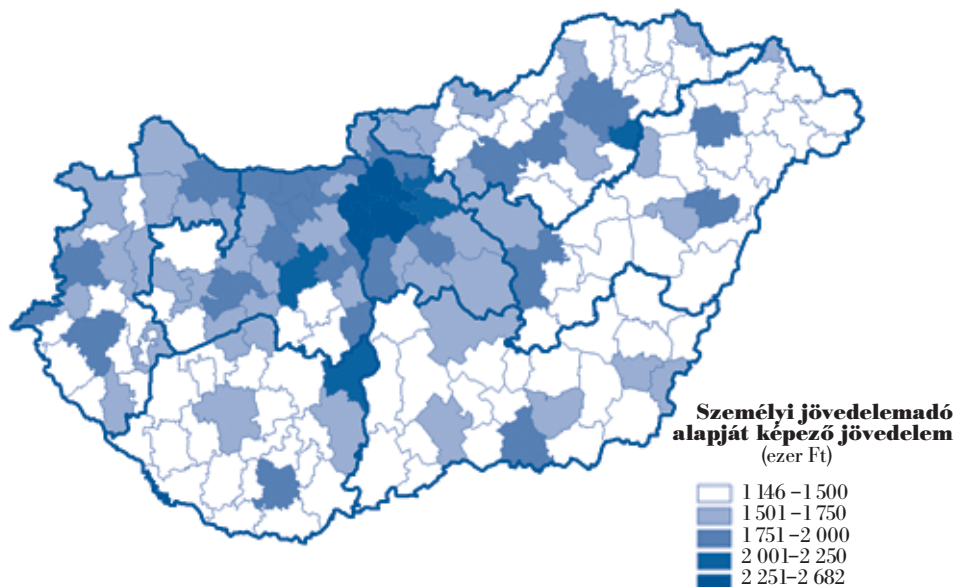 Személyi jövedelemadó
alapját képező jövedelem
(ezer Ft)
1 146 –1 500
1 501 –1 750
1 751 –2 000
2 001–2 250
2 251–2 682